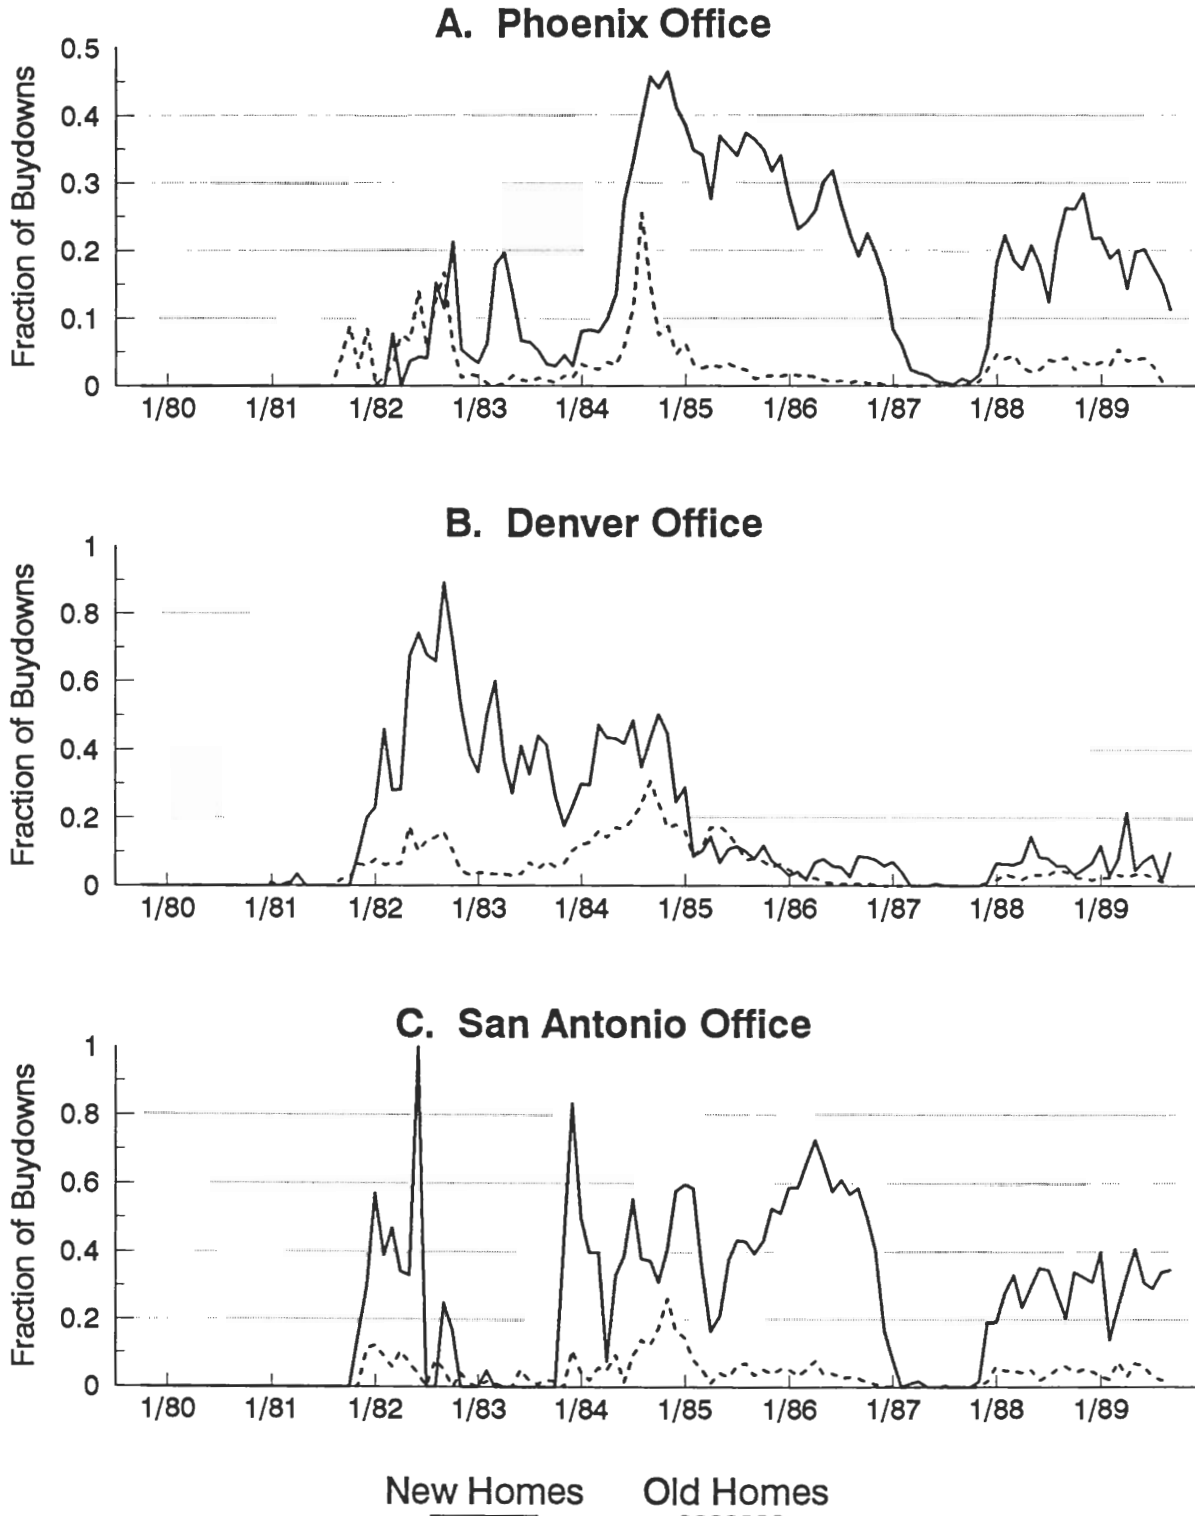 A. Phoenix Office
Fraction of Buydowns
0.5
0.4
0.3
0.2
0.1
0
1/80 1/81 1/82 1/83 1/84 1/85 1/86 1/87 1/88 1/89
B. Denver Office
Fraction of Buydowns
1
0.8
0.6
0.4
0.2
0
1/80 1/81 1/82 1/83 1/84 1/85 1/86 1/87 1/88 1/89
C. San Antonio Office
Fraction of Buydowns
1
0.8
0.6
0.4
0.2
0
1/80 1/81 1/82 1/83 1/84 1/85 1/86 1/87 1/88 1/89
New Homes Old Homes